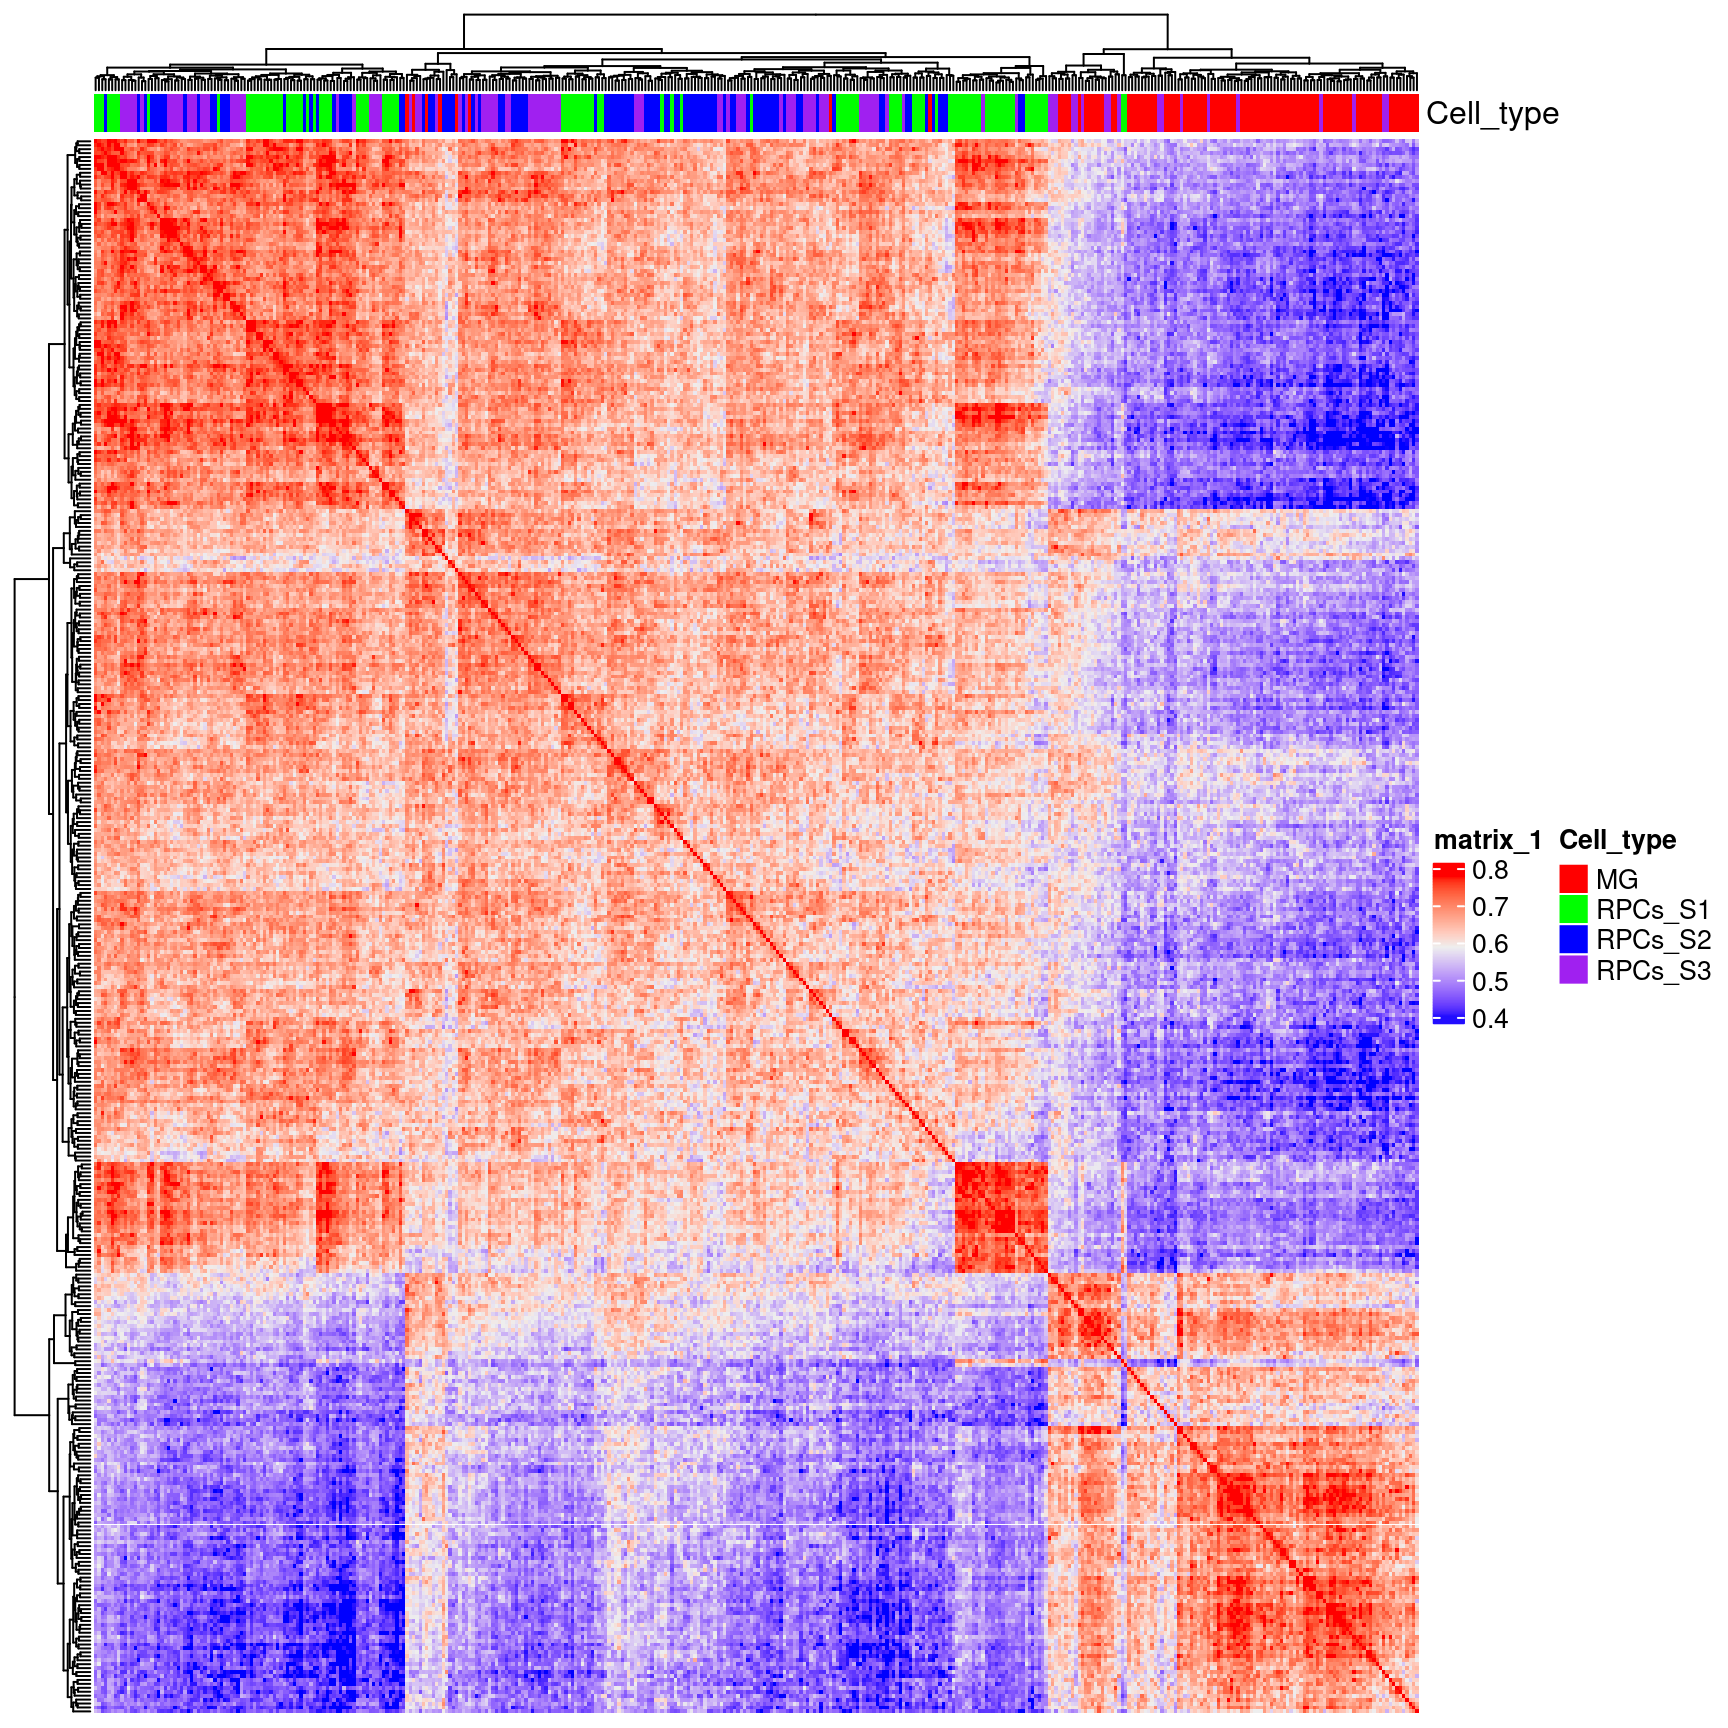 Cell_type
matrix_1
0.8
0.7
0.6
0.5
0.4
Cell_type
MG
RPCs_S1
RPCs_S2
RPCs_S3